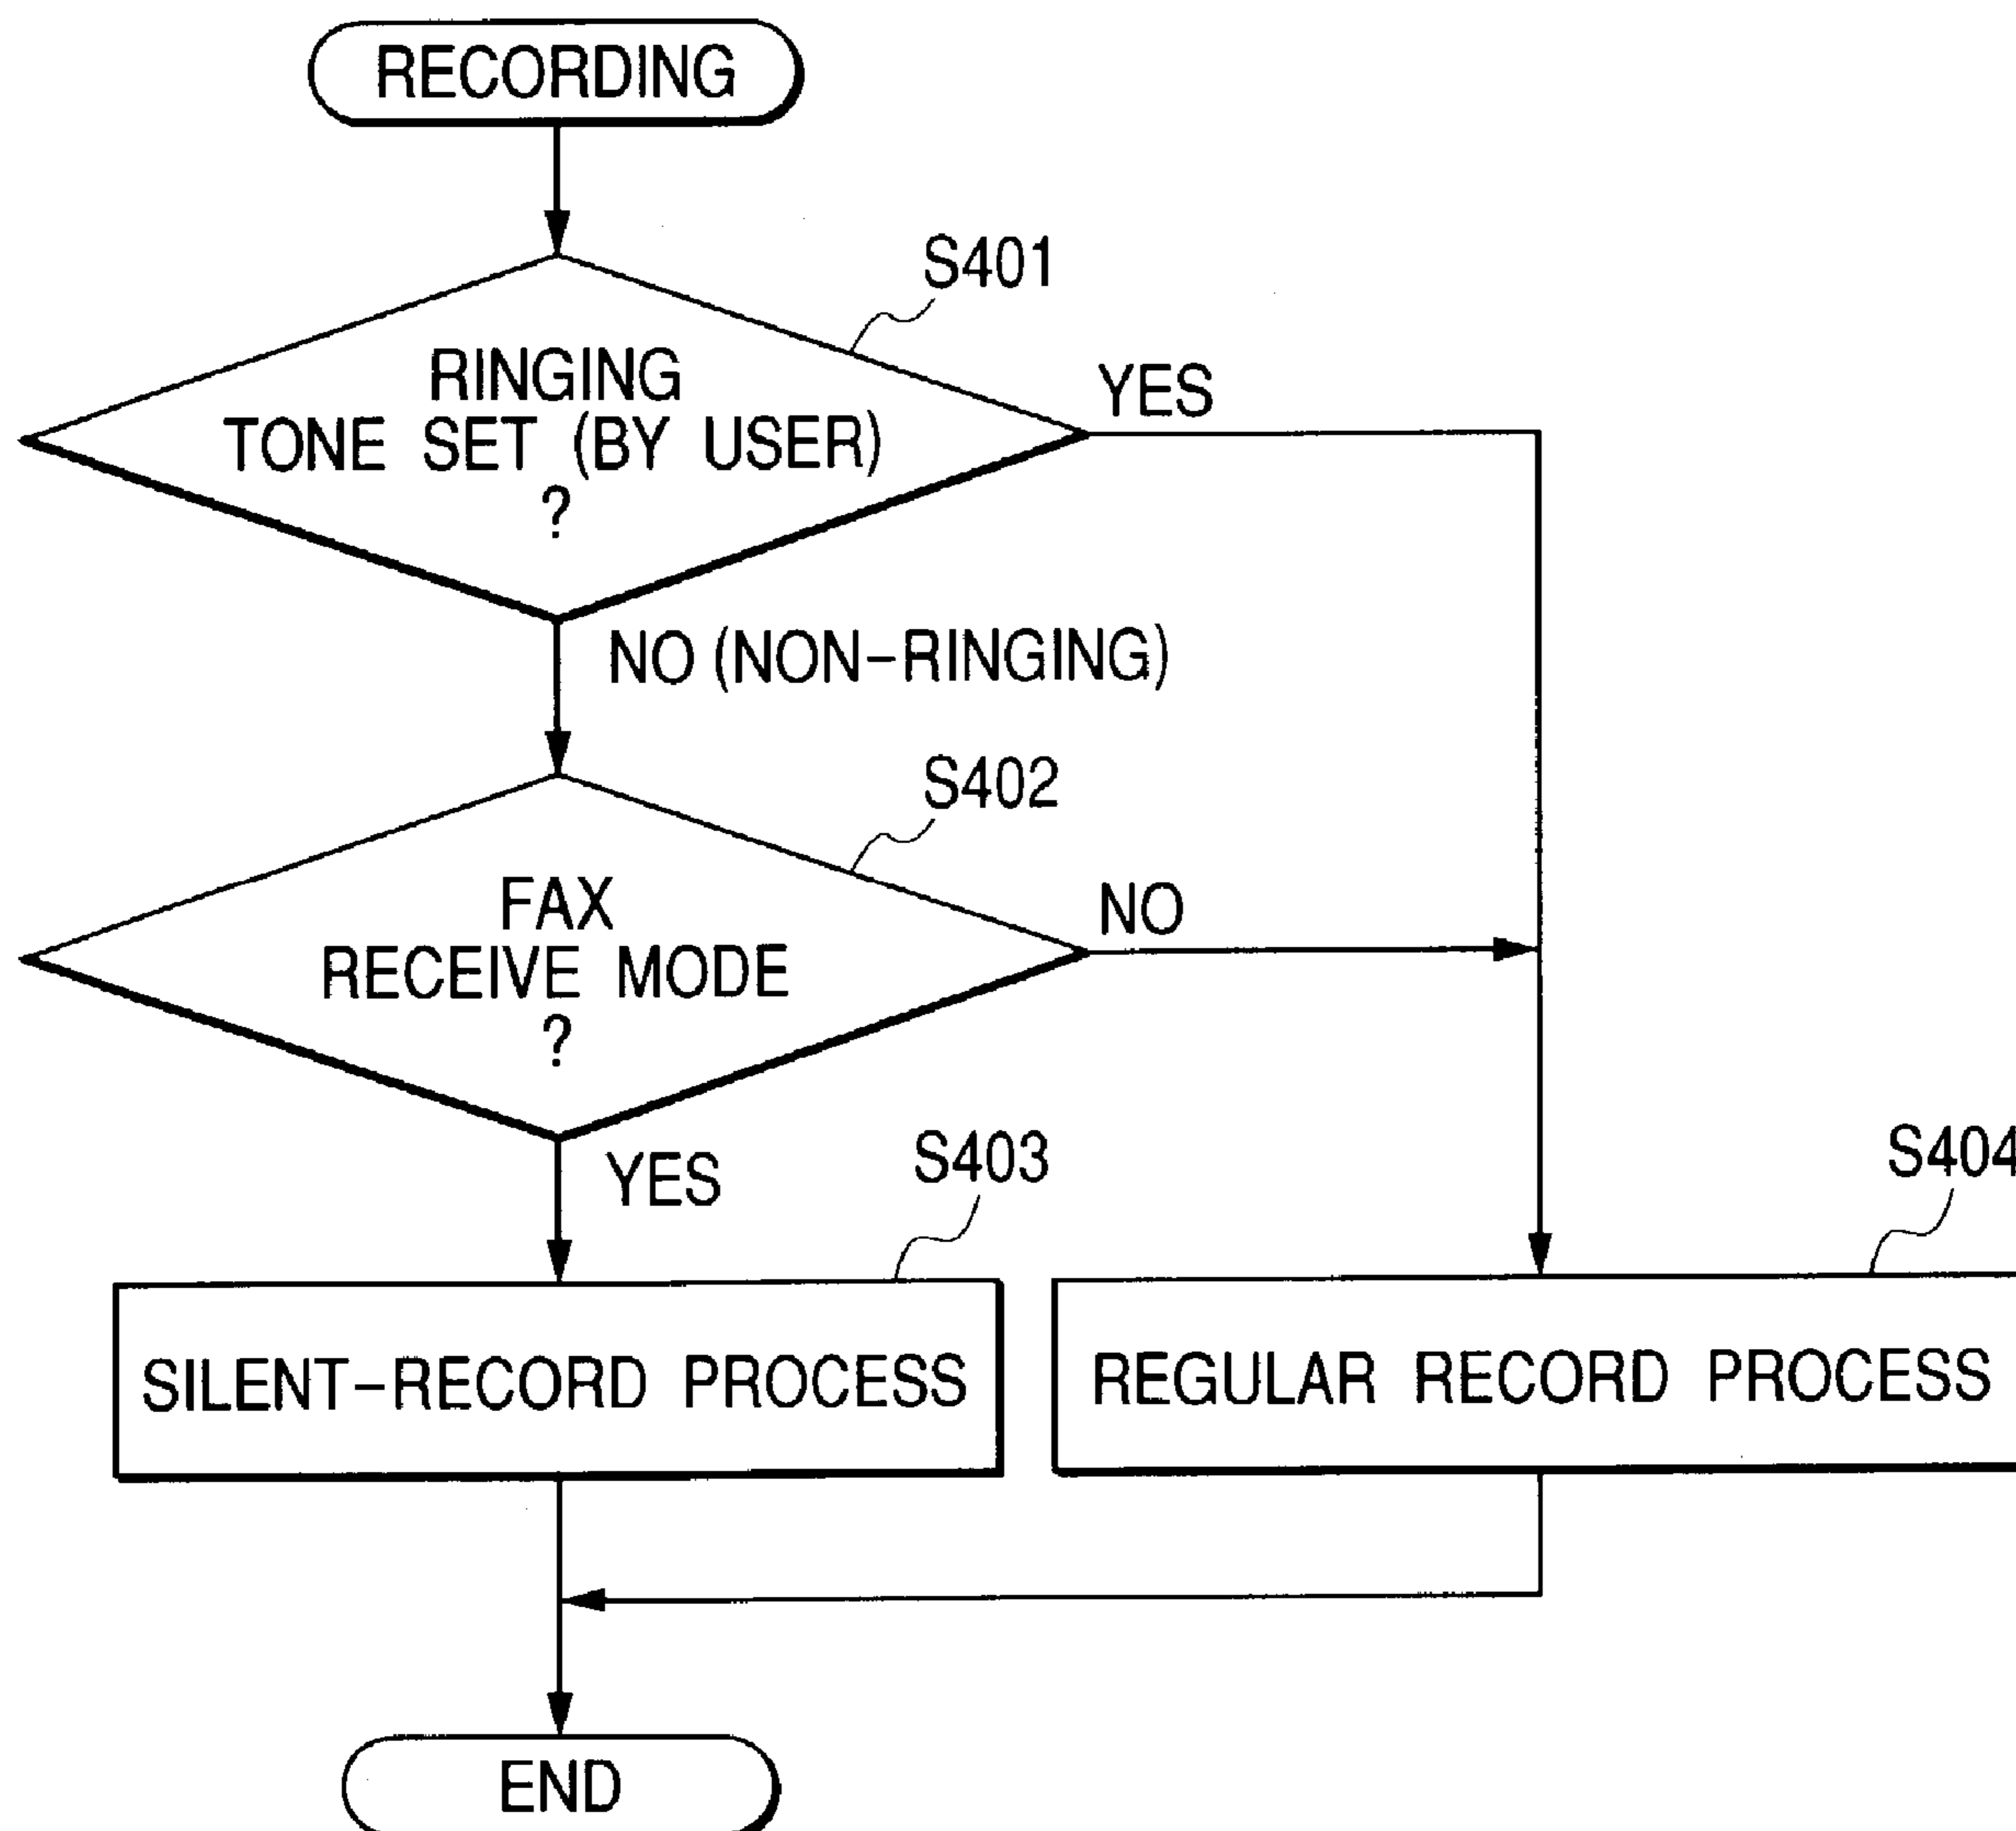 RECORDING
S401
RINGING
TONE SET (BY USER)
?
YES
NO (NON-RINGING)
S402
FAX
RECEIVE MODE
?
NO
YES
S403
S404
SILENT-RECORD PROCESS
REGULAR RECORD PROCESS
END